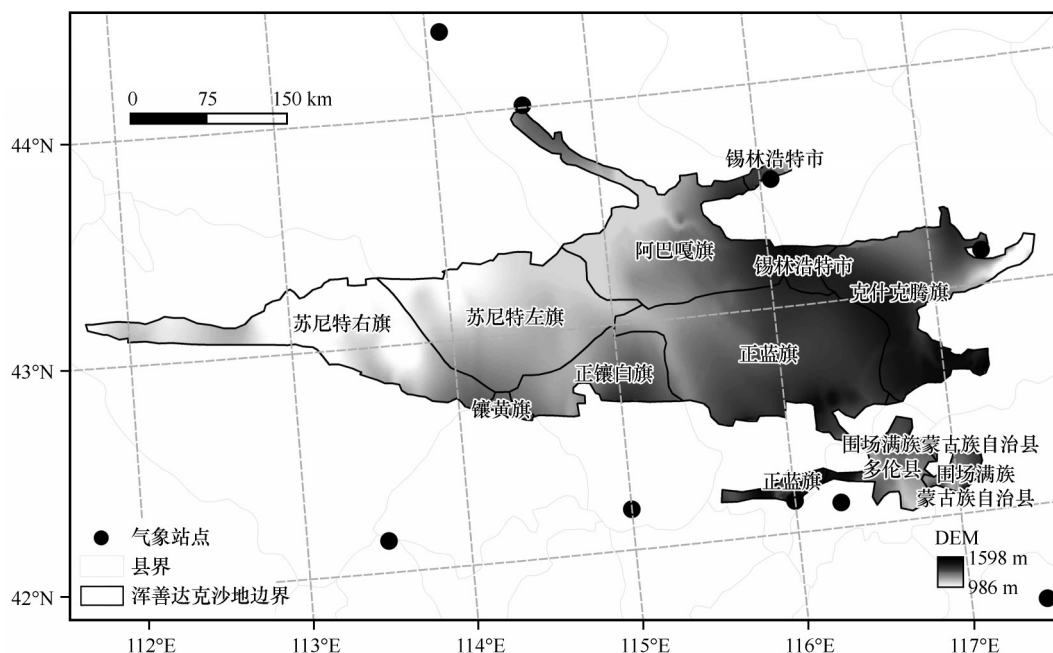 0 75 150 km
44°N
锡林浩特市
阿巴嘎旗
锡林浩特市
克什克腾旗
苏尼特右旗
苏尼特左旗
43°N
正蓝旗
正镶白旗
镶黄旗
围场满族蒙古族自治县
多伦县
围场满族
蒙古族自治县
正蓝旗
气象站点
县界
浑善达克沙地边界
DEM
1598 m
986 m
42°N
112°E 113°E 114°E 115°E 116°E 117°E